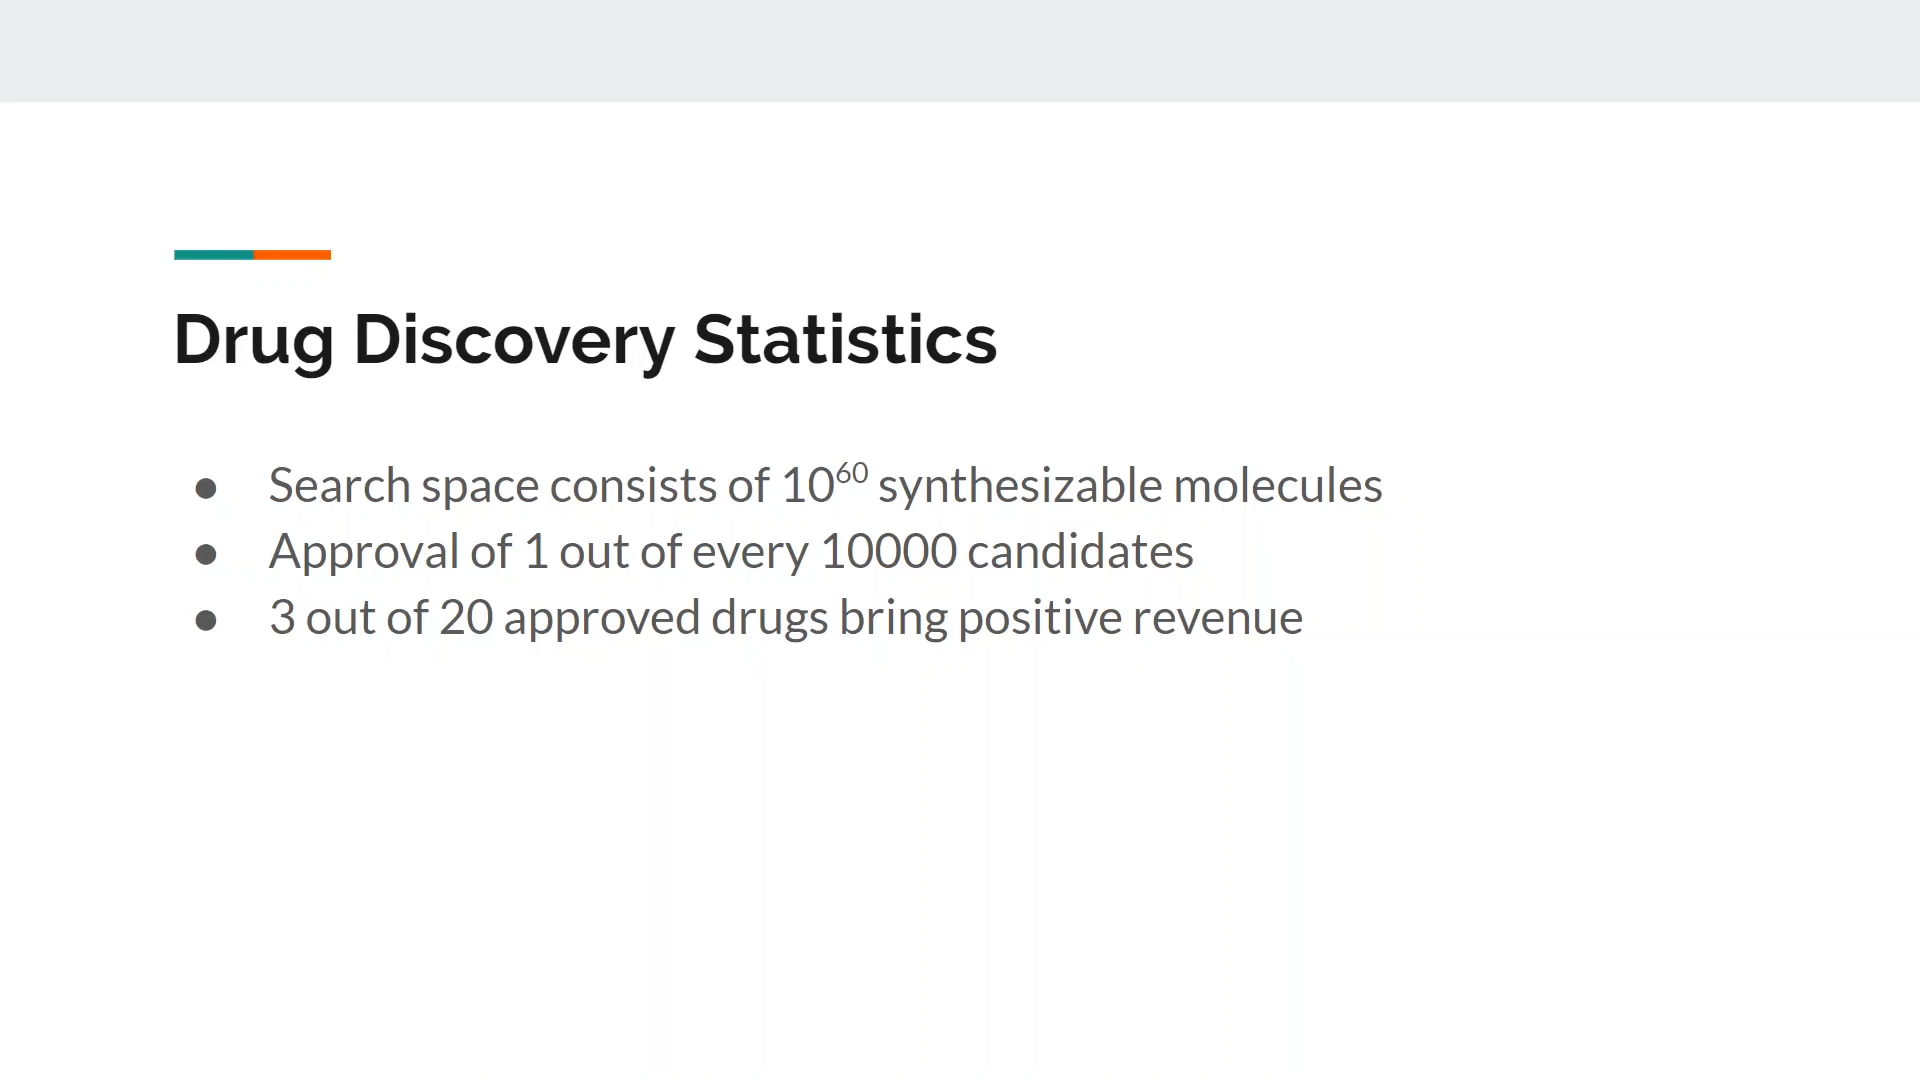 Drug Discovery Statistics
● Search space consists of 10⁶⁰ synthesizable molecules
● Approval of 1 out of every 10000 candidates
● 3 out of 20 approved drugs bring positive revenue